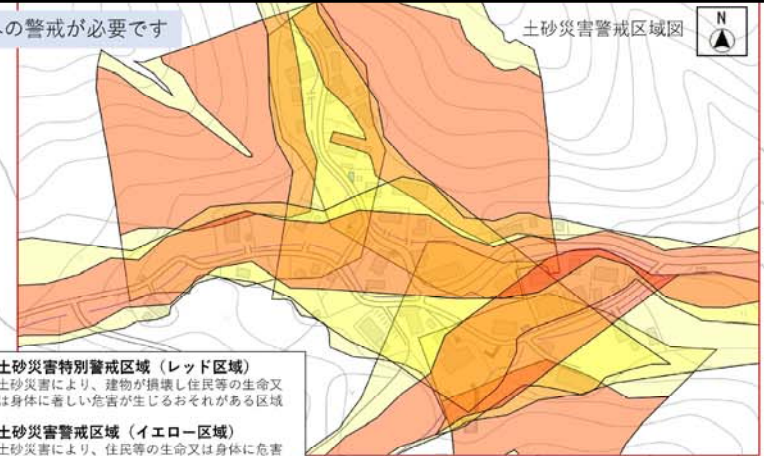 の警戒が必要です
土砂災害警戒区域図
N
土砂災害特別警戒区域（レッド区域）
土砂災害により、建物が損壊し住民等の生命又
は身体に著しい危害が生じるおそれがある区域
土砂災害警戒区域（イエロー区域）
土砂災害により、住民等の生命又は身体に危害